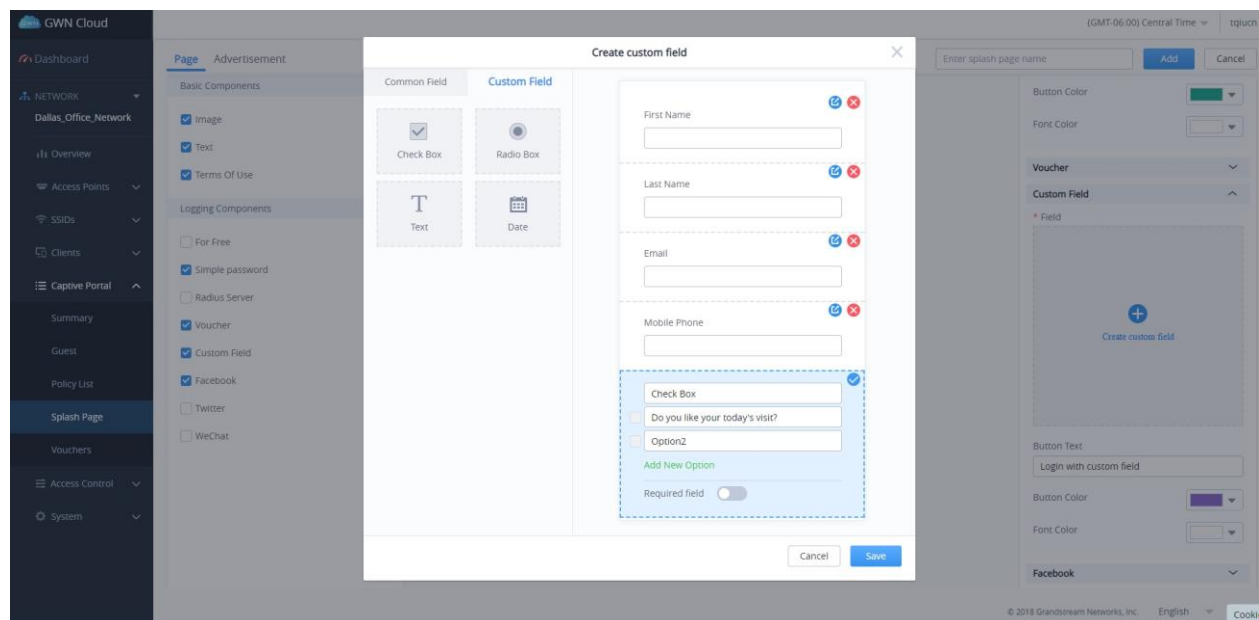 GWN Cloud
(GMT-06:00) Central Time
tqiucn
Dashboard
NETWORK
Dallas_Office_Network
Overview
Access Points
SSIDs
Clients
Captive Portal
Summary
Guest
Policy List
Splash Page
Vouchers
Access Control
System
Page Advertisement
Basic Components
Image
Text
Terms Of Use
Logging Components
For Free
Simple password
Radius Server
Voucher
Custom Field
Facebook
Twitter
WeChat
Create custom field
Common Field Custom Field
Check Box Radio Box
Text Date
First Name
Last Name
Email
Mobile Phone
Check Box
Do you like your today's visit?
Option2
Add New Option
Required field
Cancel Save
Enter splash page name Add Cancel
Button Color
Font Color
Voucher
Custom Field
* Field
Create custom field
Button Text
Login with custom field
Button Color
Font Color
Facebook
© 2018 Grandstream Networks, Inc. English